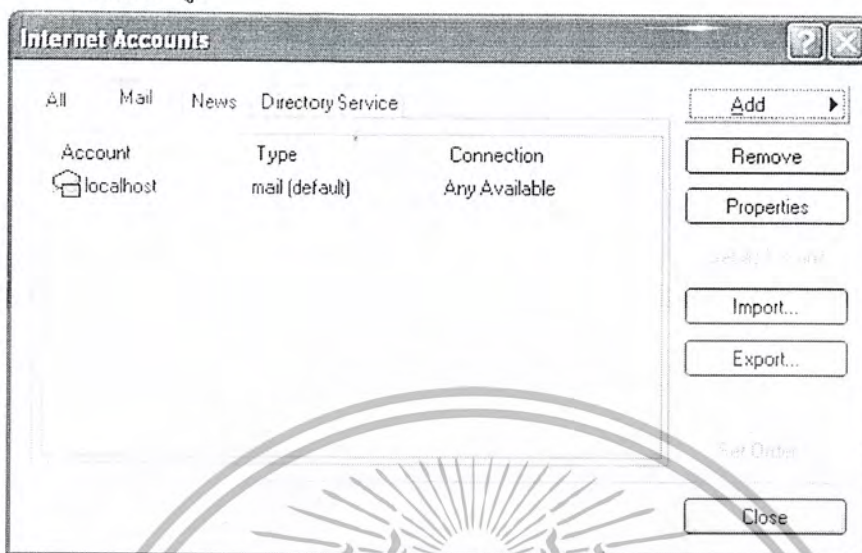 Internet Accounts
All Mail News Directory Service
Add
Account Type Connection
Remove
localhost mail (default) Any Available
Properties
Import...
Export...
Set Order...
Close